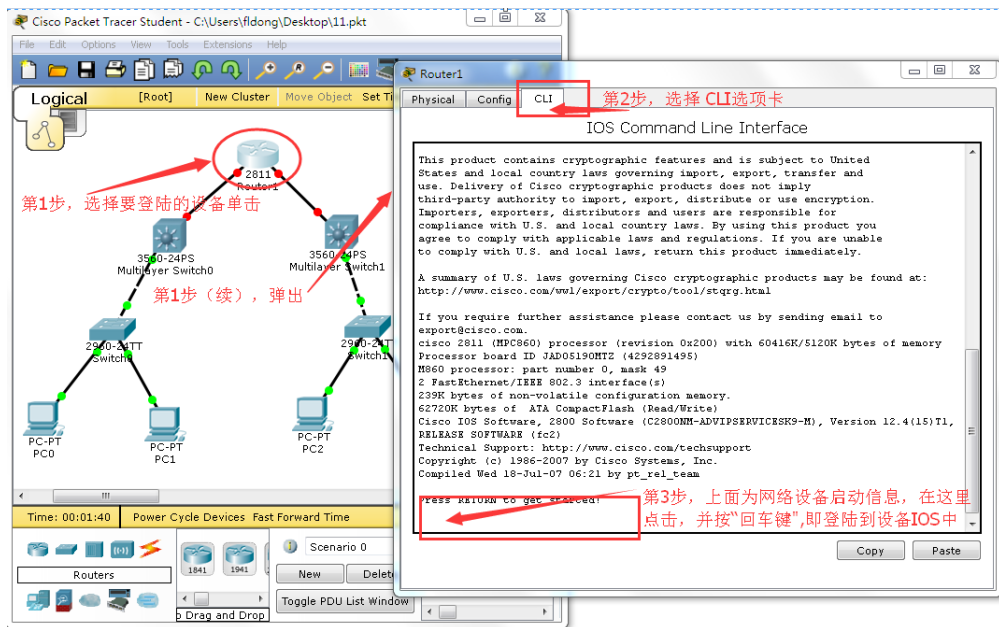 Cisco Packet Tracer Student - C:\Users\fldong\Desktop\11.pkt
File Edit Options View Tools Extensions Help
Logical [Root] New Cluster Move Object Set Ti
2811
Router1
第1步，选择要登陆的设备单击
3560-24PS
Multilayer Switch0
3560-24PS
Multilayer Switch1
第1步（续），弹出
2960-24TT
Switch0
2960-24T
Switch1
PC-PT
PC0
PC-PT
PC1
PC-PT
PC2
Time: 00:01:40 Power Cycle Devices Fast Forward Time
Routers
1841
1941
Drag and Drop
Scenario 0
New
Delet
Toggle PDU List Window
Router1
Physical Config CLI
第2步，选择 CLI选项卡
IOS Command Line Interface
This product contains cryptographic features and is subject to United
States and local country laws governing import, export, transfer and
use. Delivery of Cisco cryptographic products does not imply
third-party authority to import, export, distribute or use encryption.
Importers, exporters, distributors and users are responsible for
compliance with U.S. and local country laws. By using this product you
agree to comply with applicable laws and regulations. If you are unable
to comply with U.S. and local laws, return this product immediately.
A summary of U.S. laws governing Cisco cryptographic products may be found at:
http://www.cisco.com/wwl/export/crypto/tool/stqrg.html
If you require further assistance please contact us by sending email to
export@cisco.com.
cisco 2811 (MPC860) processor (revision 0x200) with 60416K/5120K bytes of memory
Processor board ID JAD05190MTZ (4292891495)
M860 processor: part number 0, mask 49
2 FastEthernet/IEEE 802.3 interface(s)
239K bytes of non-volatile configuration memory.
62720K bytes of ATA CompactFlash (Read/Write)
Cisco IOS Software, 2800 Software (C2800NM-ADVIPSERVICESK9-M), Version 12.4(15)T1,
RELEASE SOFTWARE (fc2)
Technical Support: http://www.cisco.com/techsupport
Copyright (c) 1986-2007 by Cisco Systems, Inc.
Compiled Wed 18-Jul-07 06:21 by pt_rel_team
Press RETURN to get started!
第3步，上面为网络设备启动信息，在这里
点击，并按“回车键”,即登陆到设备IOS中
Copy Paste